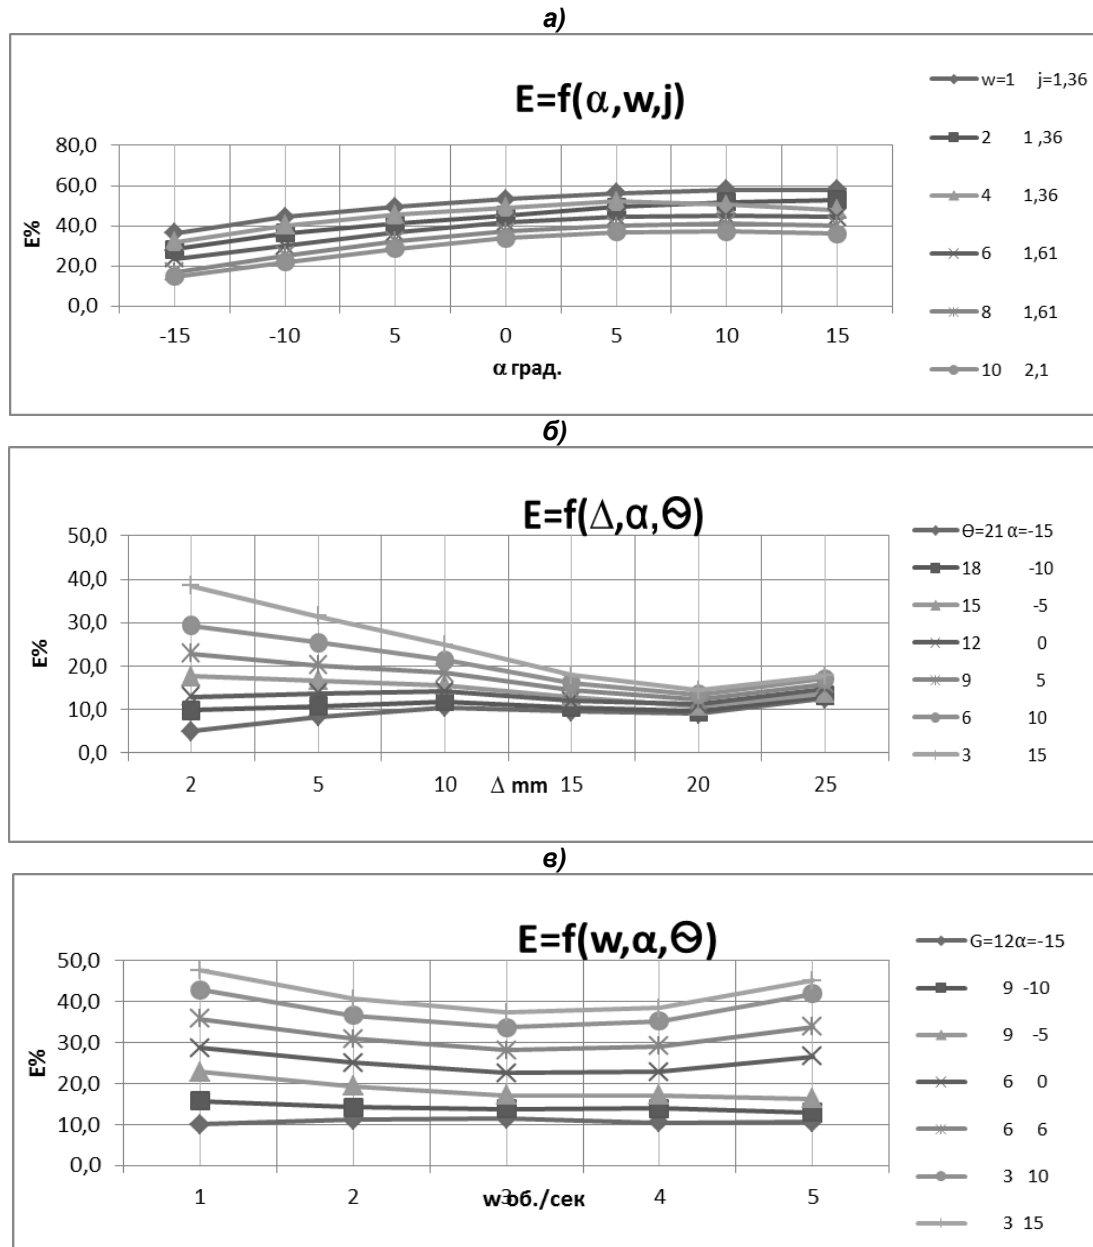 а)
E=f(α,w,j)
80,0
60,0
40,0
20,0
0,0
E%
-15 -10 5 0 5 10 15
α град.
w=1 j=1,36
2 1 ,36
4 1,36
6 1,61
8 1,61
10 2,1
б)
E=f(Δ,α,Θ)
50,0
40,0
30,0
20,0
10,0
0,0
E%
2 5 10 15 20 25
Δ mm
Θ=21 α=-15
18 -10
15 -5
12 0
9 5
6 10
3 15
в)
E=f(w,α,Θ)
50,0
40,0
30,0
20,0
10,0
0,0
E%
1 2 3 4 5
w об./сек
G=12α=-15
9 -10
9 -5
6 0
6 6
3 10
3 15